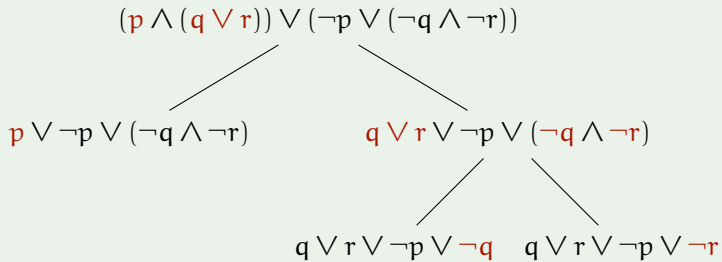 (p ∧ (q ∨ r)) ∨ (¬p ∨ (¬q ∧ ¬r))
p ∨ ¬p ∨ (¬q ∧ ¬r)
q ∨ r ∨ ¬p ∨ (¬q ∧ ¬r)
q ∨ r ∨ ¬p ∨ ¬q
q ∨ r ∨ ¬p ∨ ¬r